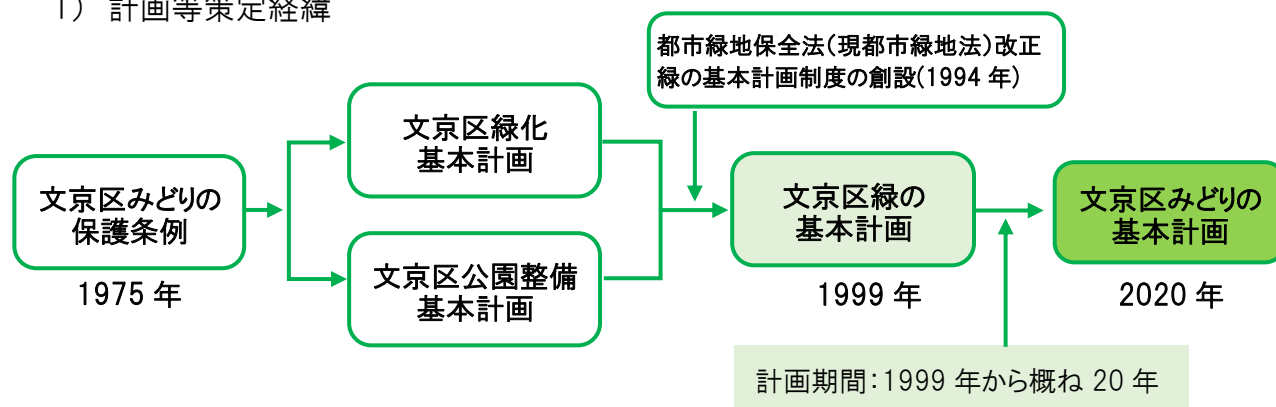 1) 計画等策定経緯
都市緑地保全法(現都市緑地法)改正
緑の基本計画制度の創設(1994 年)
文京区緑化
基本計画
文京区みどりの
保護条例
1975 年
文京区公園整備
基本計画
文京区緑の
基本計画
1999 年
文京区みどりの
基本計画
2020 年
計画期間:1999 年から概ね 20 年